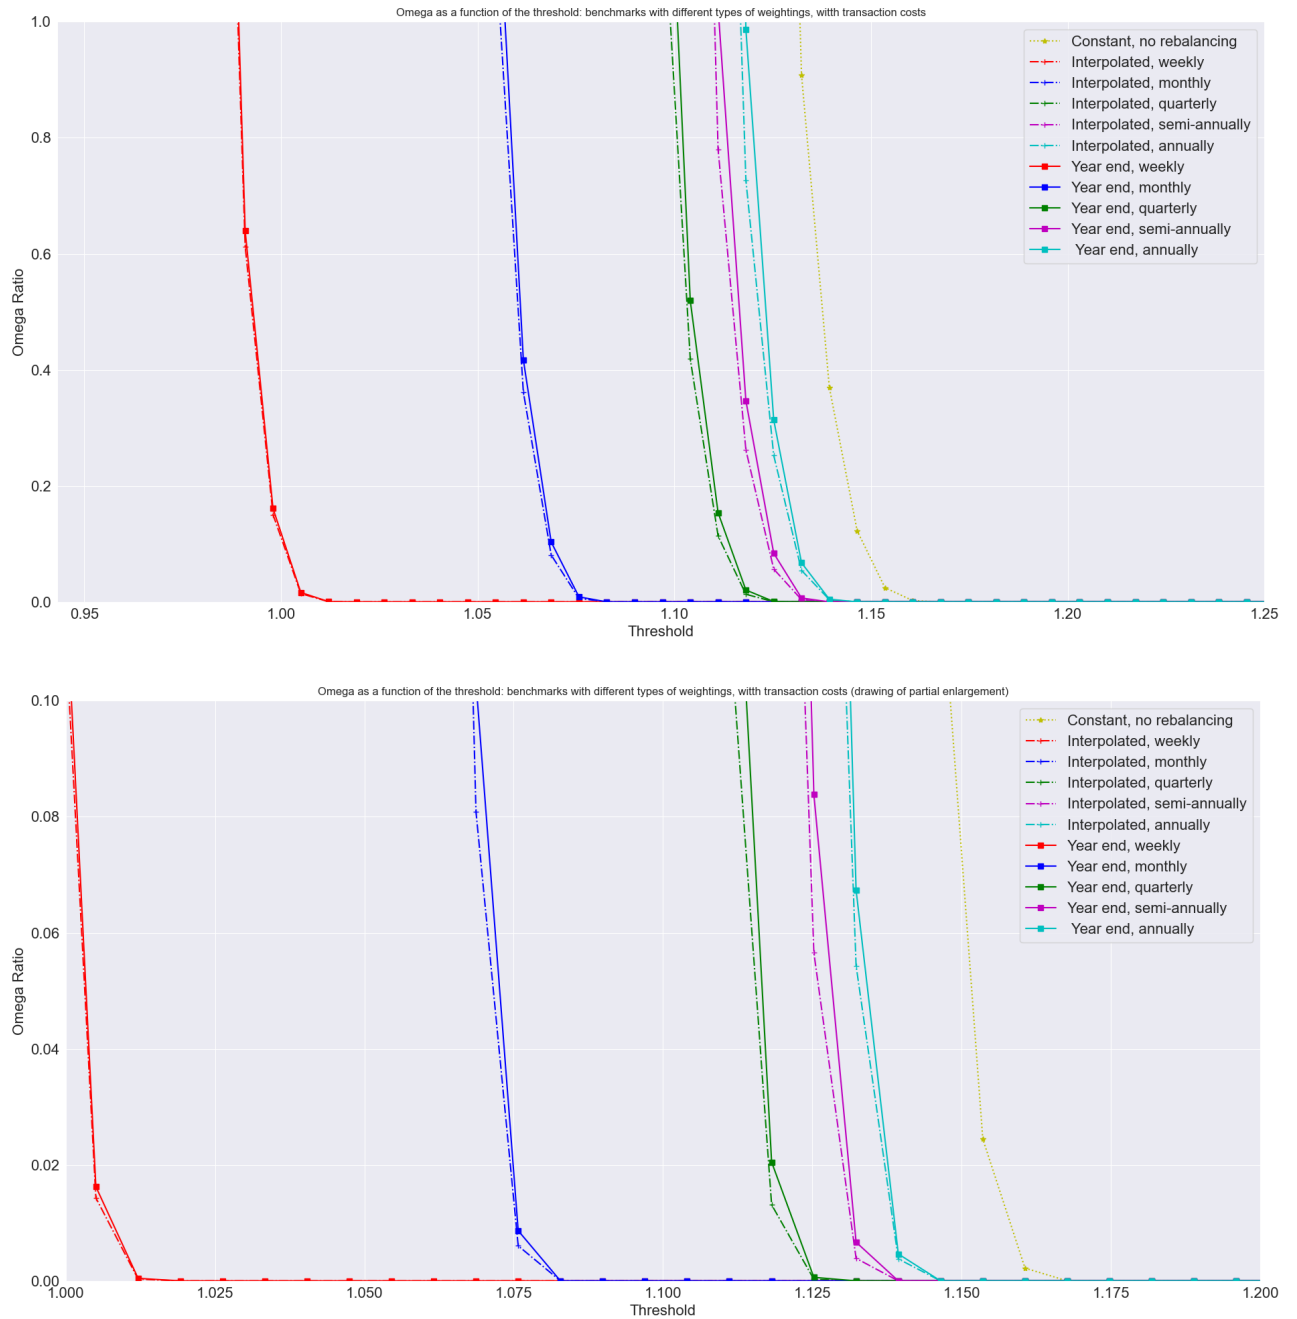 Omega as a function of the threshold: benchmarks with different types of weightings, witth transaction costs
1.0
0.8
0.6
0.4
0.2
0.0
Omega Ratio
0.95 1.00 1.05 1.10 1.15 1.20 1.25
Threshold
Constant, no rebalancing
Interpolated, weekly
Interpolated, monthly
Interpolated, quarterly
Interpolated, semi-annually
Interpolated, annually
Year end, weekly
Year end, monthly
Year end, quarterly
Year end, semi-annually
Year end, annually
Omega as a function of the threshold: benchmarks with different types of weightings, witth transaction costs (drawing of partial enlargement)
0.10
0.08
0.06
0.04
0.02
0.00
Omega Ratio
1.000 1.025 1.050 1.075 1.100 1.125 1.150 1.175 1.200
Threshold
Constant, no rebalancing
Interpolated, weekly
Interpolated, monthly
Interpolated, quarterly
Interpolated, semi-annually
Interpolated, annually
Year end, weekly
Year end, monthly
Year end, quarterly
Year end, semi-annually
Year end, annually